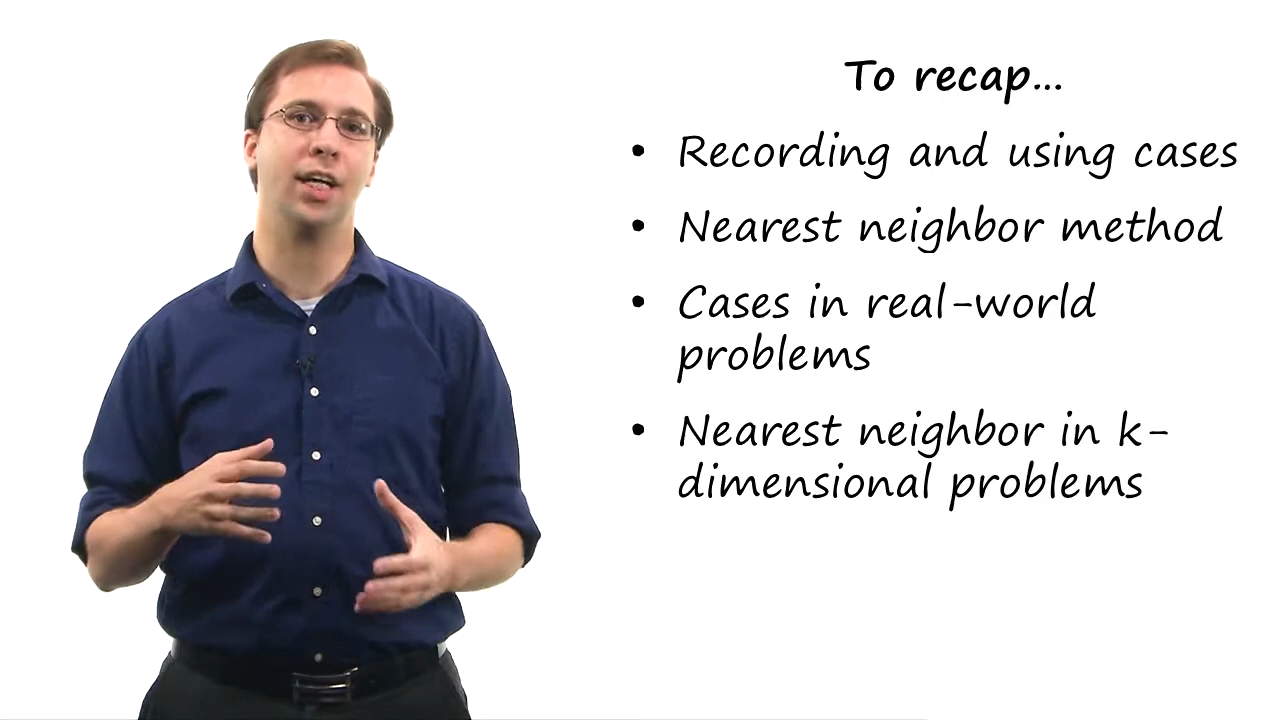 To recap...
• Recording and using cases
• Nearest neighbor method
• Cases in real-world
problems
• Nearest neighbor in k-
dimensional problems